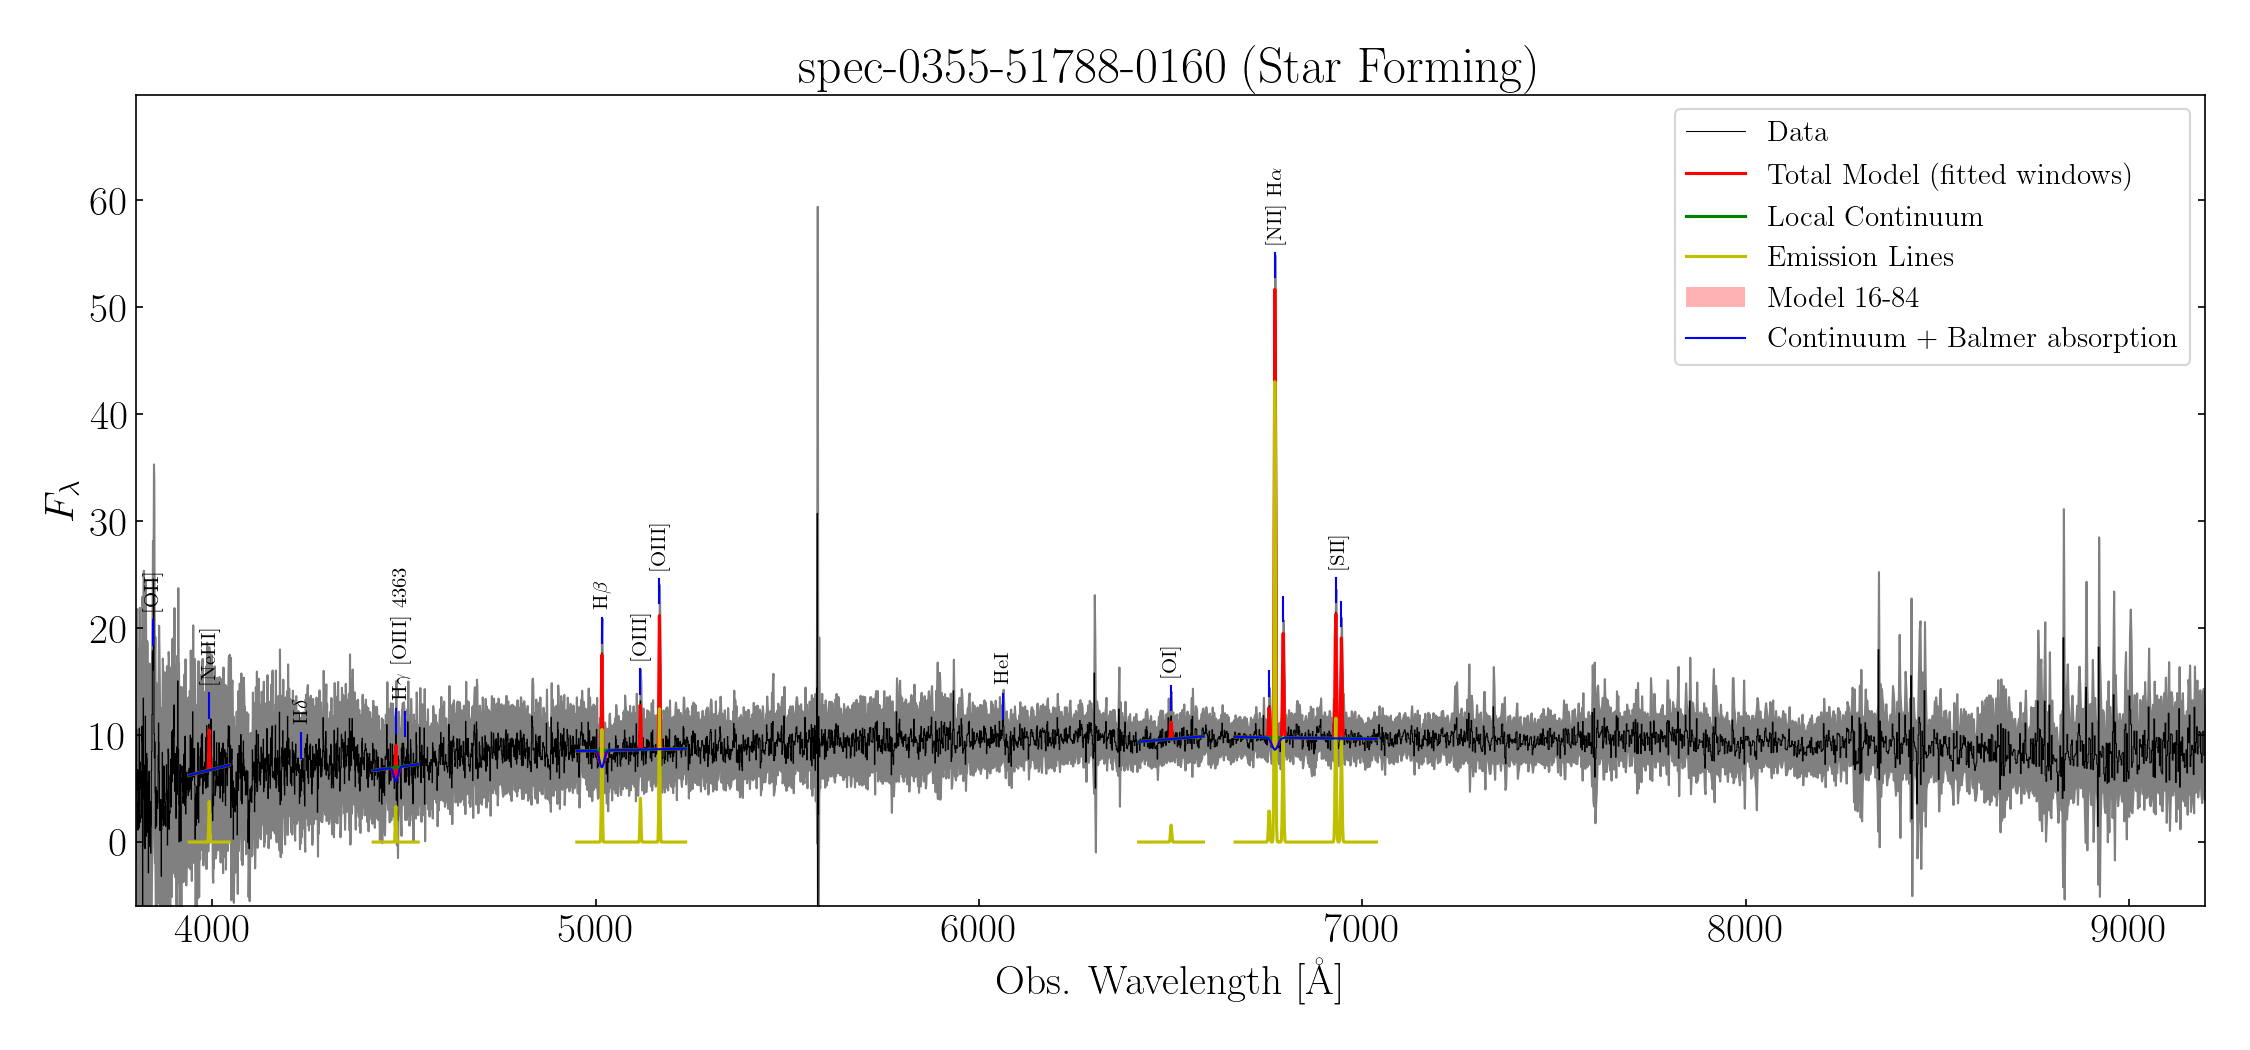 spec-0355-51788-0160 (Star Forming)
Data
Total Model (fitted windows)
Local Continuum
Emission Lines
Model 16-84
Continuum + Balmer absorption
60
50
40
30
20
10
0
F_λ
[OII]
[NeIII]
Hδ
Hγ [OIII] 4363
Hβ
[OIII]
[OIII]
HeI
[OI]
[NII] Hα
[SII]
4000
5000
6000
7000
8000
9000
Obs. Wavelength [Å]